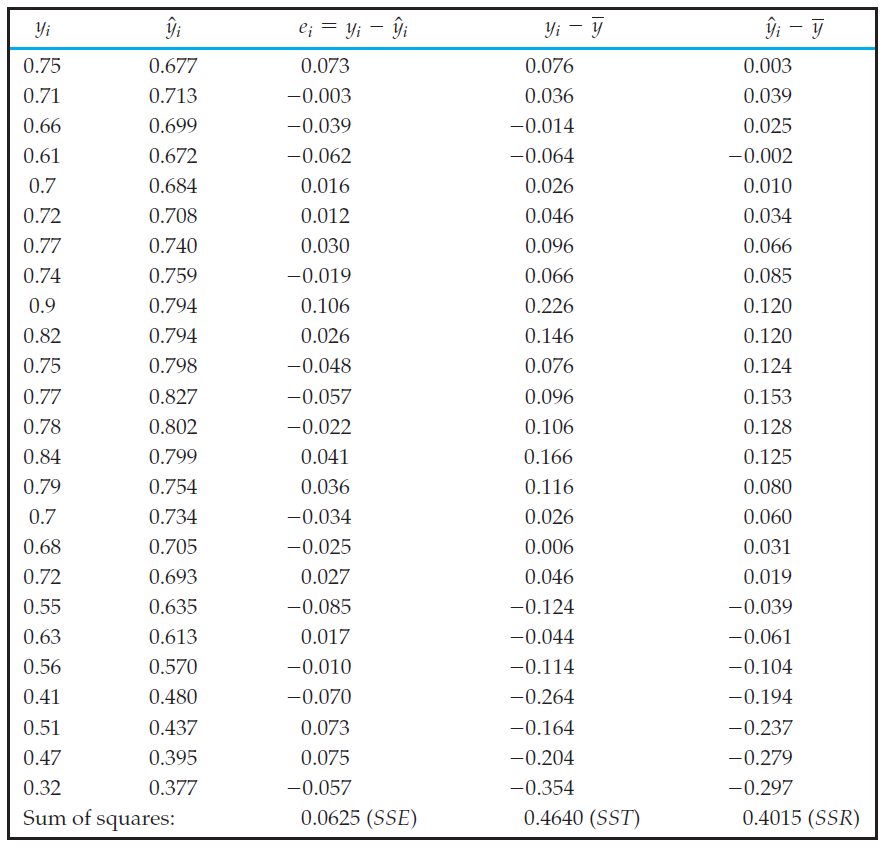 yᵢ ŷᵢ eᵢ = yᵢ − ŷᵢ yᵢ − ȳ ŷᵢ − ȳ
0.75 0.677 0.073 0.076 0.003
0.71 0.713 −0.003 0.036 0.039
0.66 0.699 −0.039 −0.014 0.025
0.61 0.672 −0.062 −0.064 −0.002
0.7 0.684 0.016 0.026 0.010
0.72 0.708 0.012 0.046 0.034
0.77 0.740 0.030 0.096 0.066
0.74 0.759 −0.019 0.066 0.085
0.9 0.794 0.106 0.226 0.120
0.82 0.794 0.026 0.146 0.120
0.75 0.798 −0.048 0.076 0.124
0.77 0.827 −0.057 0.096 0.153
0.78 0.802 −0.022 0.106 0.128
0.84 0.799 0.041 0.166 0.125
0.79 0.754 0.036 0.116 0.080
0.7 0.734 −0.034 0.026 0.060
0.68 0.705 −0.025 0.006 0.031
0.72 0.693 0.027 0.046 0.019
0.55 0.635 −0.085 −0.124 −0.039
0.63 0.613 0.017 −0.044 −0.061
0.56 0.570 −0.010 −0.114 −0.104
0.41 0.480 −0.070 −0.264 −0.194
0.51 0.437 0.073 −0.164 −0.237
0.47 0.395 0.075 −0.204 −0.279
0.32 0.377 −0.057 −0.354 −0.297
Sum of squares: 0.0625 (SSE) 0.4640 (SST) 0.4015 (SSR)